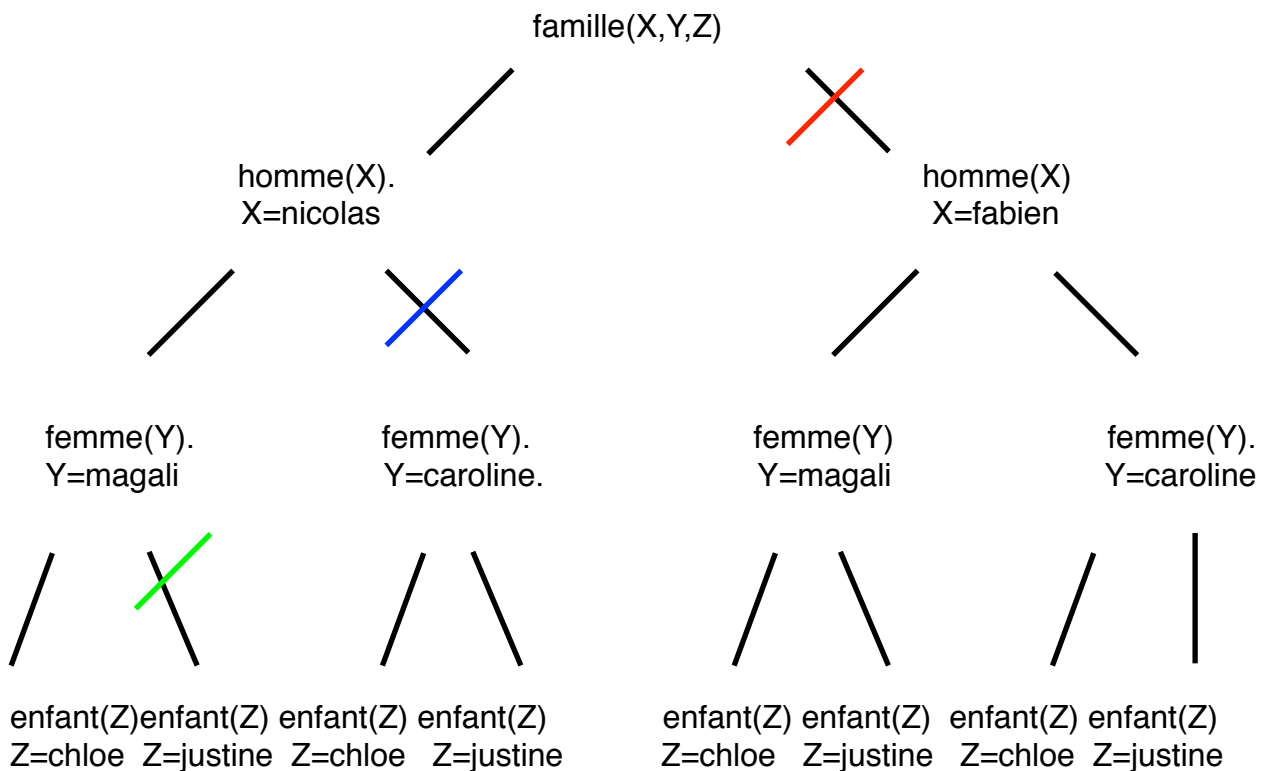 famille(X,Y,Z)
homme(X).
X=nicolas
homme(X)
X=fabien
femme(Y).
Y=magali
femme(Y).
Y=caroline.
femme(Y)
Y=magali
femme(Y).
Y=caroline
enfant(Z)
Z=chloe
enfant(Z)
Z=justine
enfant(Z)
Z=chloe
enfant(Z)
Z=justine
enfant(Z)
Z=chloe
enfant(Z)
Z=justine
enfant(Z)
Z=chloe
enfant(Z)
Z=justine